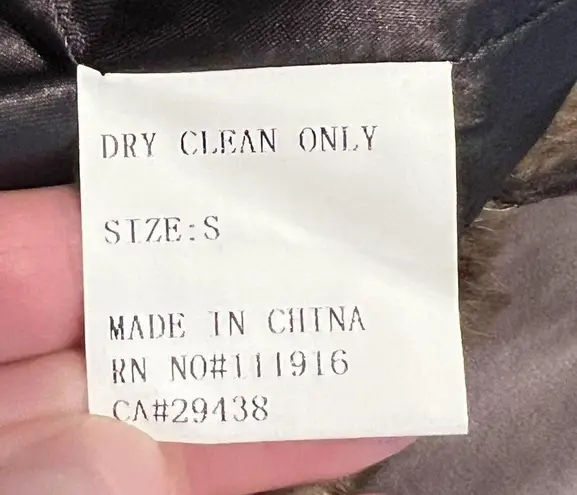 DRY CLEAN ONLY
SIZE:S
MADE IN CHINA
RN NO#111916
CA#29438